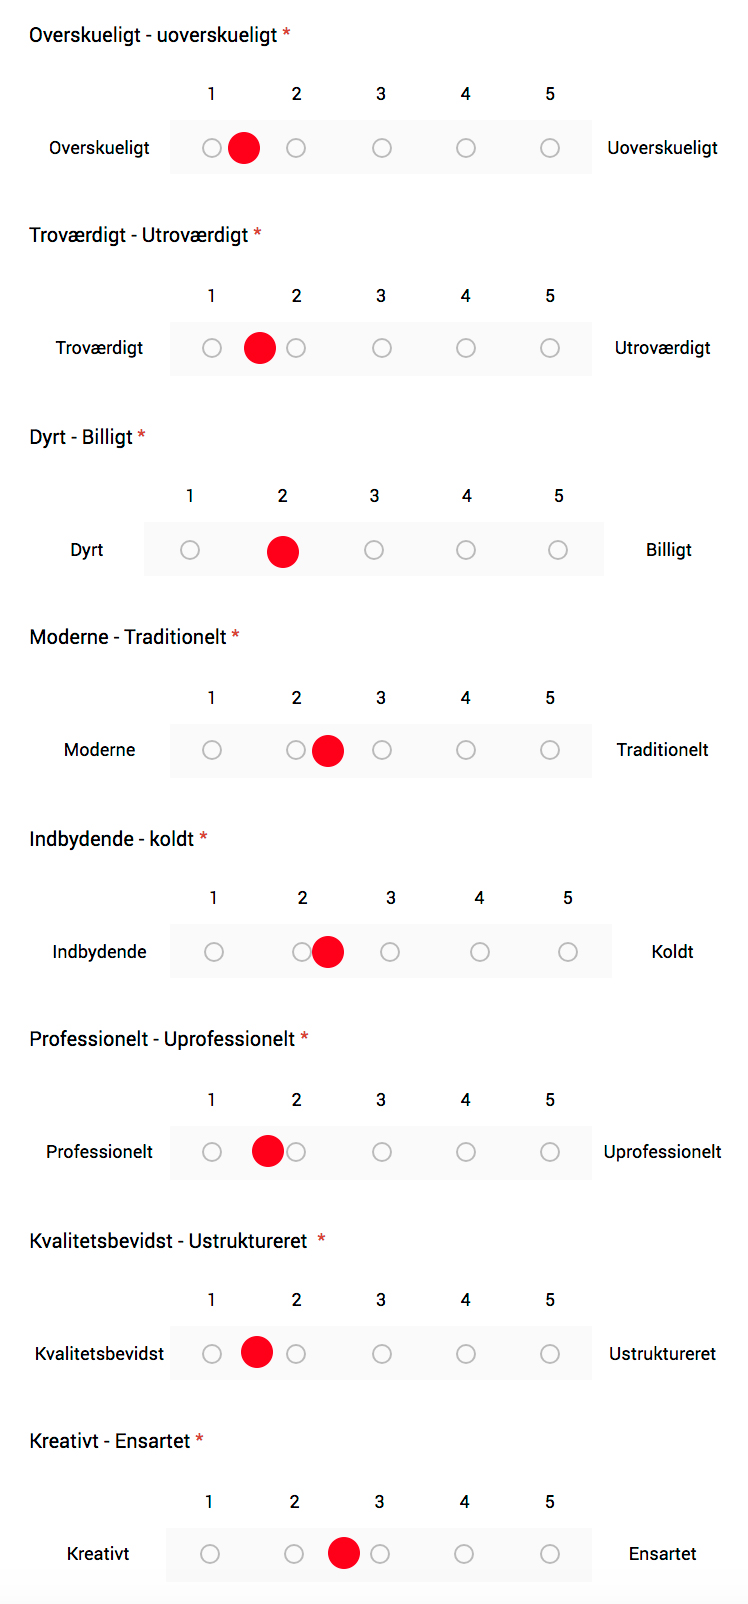 Overskueligt - uoverskueligt *
1 2 3 4 5
Overskueligt Uoverskueligt
Troværdigt - Utroværdigt *
1 2 3 4 5
Troværdigt Utroværdigt
Dyrt - Billigt *
1 2 3 4 5
Dyrt Billigt
Moderne - Traditionelt *
1 2 3 4 5
Moderne Traditionelt
Indbydende - koldt *
1 2 3 4 5
Indbydende Koldt
Professionelt - Uprofessionelt *
1 2 3 4 5
Professionelt Uprofessionelt
Kvalitetsbevidst - Ustruktureret *
1 2 3 4 5
Kvalitetsbevidst Ustruktureret
Kreativt - Ensartet *
1 2 3 4 5
Kreativt Ensartet